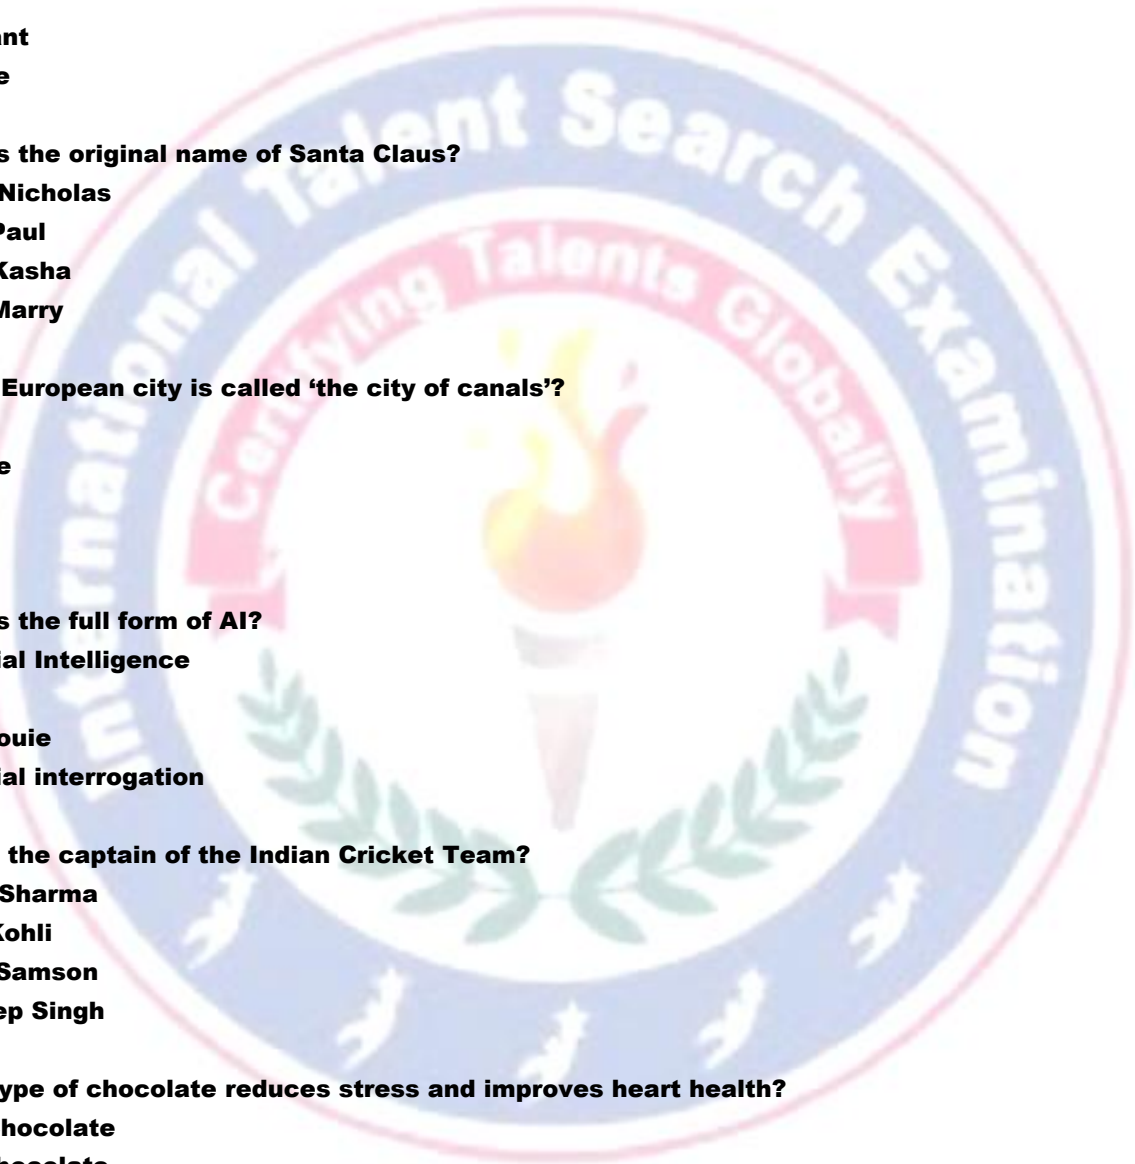 International Talent Search Examination
Certifying Talents Globally
s the original name of Santa Claus?
Nicholas
Paul
Kasha
Marry
European city is called ‘the city of canals’?
e
s the full form of AI?
ial Intelligence
ouie
ial interrogation
the captain of the Indian Cricket Team?
Sharma
Kohli
Samson
ep Singh
ype of chocolate reduces stress and improves heart health?
hocolate